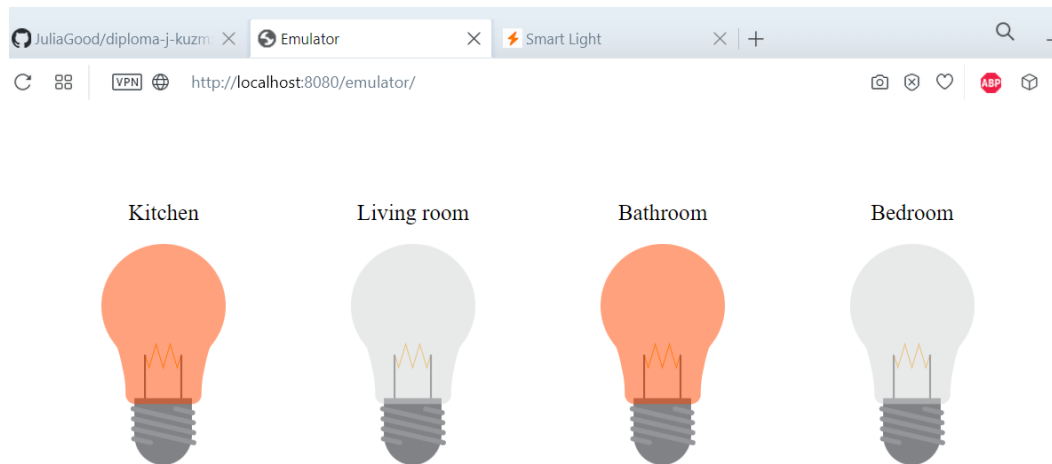 JuliaGood/diploma-j-kuzm
Emulator
Smart Light
VPN http://localhost:8080/emulator/ ABP
Kitchen Living room Bathroom Bedroom